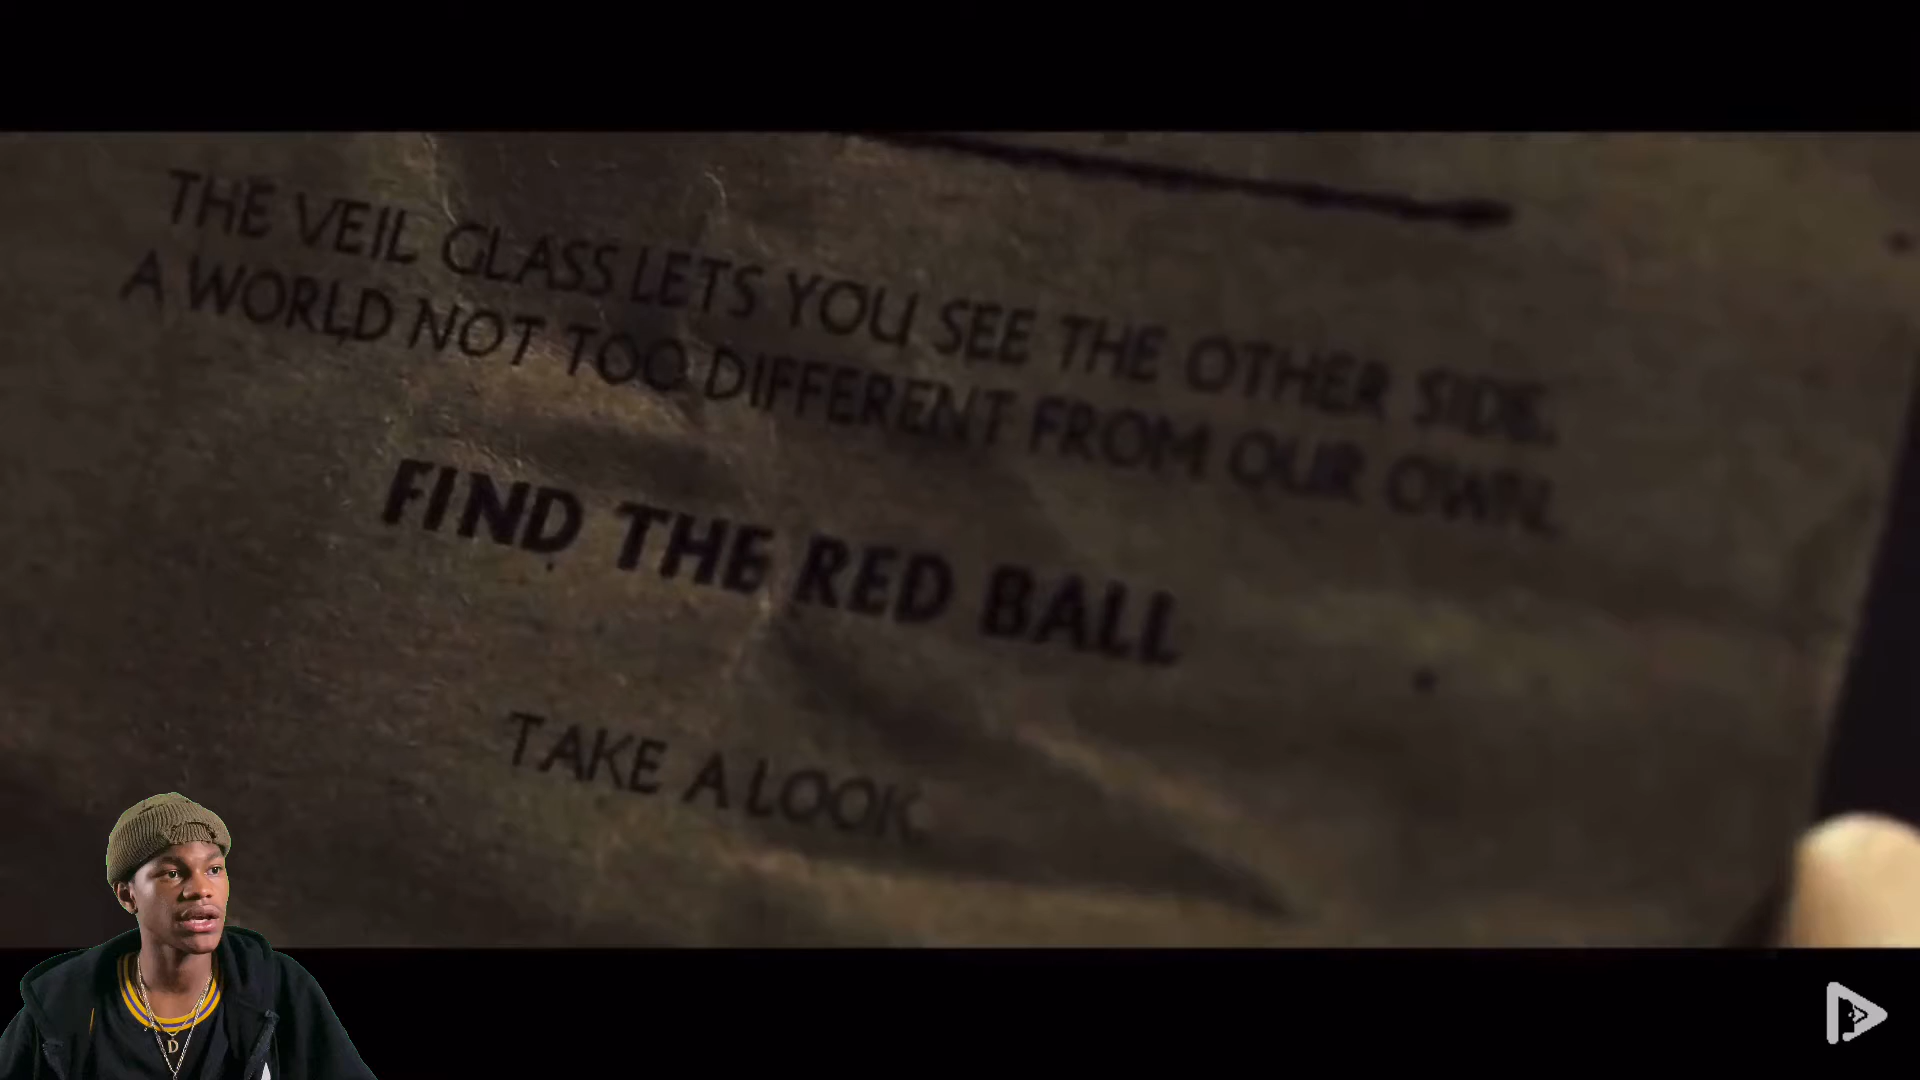 THE VEIL GLASS LETS YOU SEE THE OTHER SIDE.
A WORLD NOT TOO DIFFERENT FROM OUR OWN.
FIND THE RED BALL
TAKE A LOOK.
D